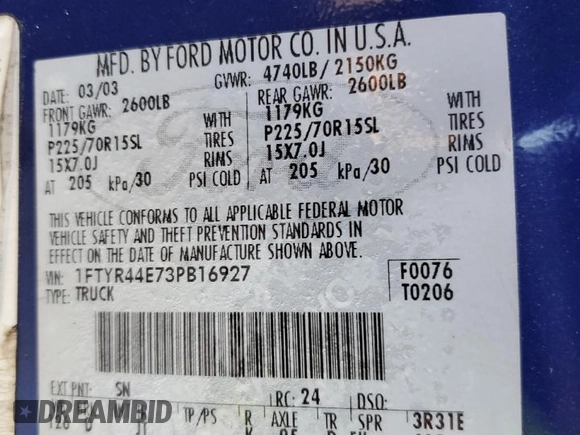 MFD. BY FORD MOTOR CO. IN U.S.A.
DATE: 03/03 GVWR: 4740LB/ 2150KG
FRONT GAWR: 2600LB REAR GAWR: 2600LB
1179KG WITH 1179KG WITH
P225/70R15SL TIRES P225/70R15SL TIRES
15X7.0J RIMS 15X7.0J RIMS
AT 205 kPa/30 PSI COLD AT 205 kPa/30 PSI COLD
THIS VEHICLE CONFORMS TO ALL APPLICABLE FEDERAL MOTOR
VEHICLE SAFETY AND THEFT PREVENTION STANDARDS IN
EFFECT ON THE DATE OF MANUFACTURE SHOWN ABOVE.
VIN: 1FTYR44E73PB16927 F0076
TYPE: TRUCK T0206
EXT PNT: SN RC: 24 DSO:
TP/PS R AXLE TR SPR 3R31E
DREAMBID